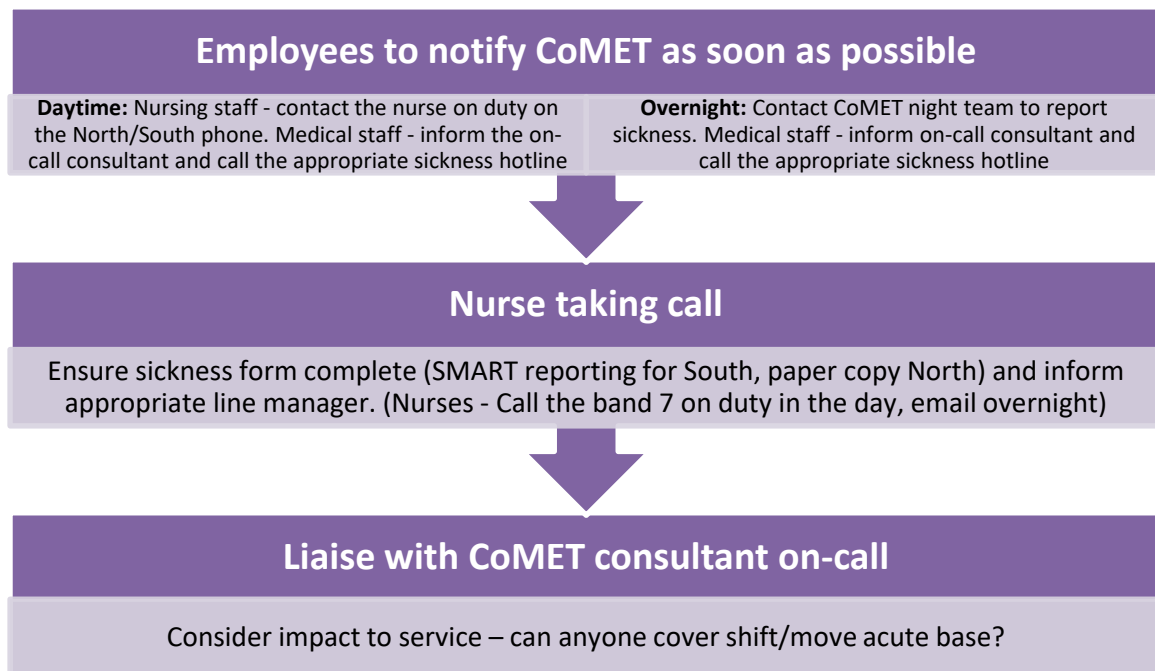 Employees to notify CoMET as soon as possible
Daytime: Nursing staff - contact the nurse on duty on
the North/South phone. Medical staff - inform the on-
call consultant and call the appropriate sickness hotline
Overnight: Contact CoMET night team to report
sickness. Medical staff - inform on-call consultant and
call the appropriate sickness hotline
Nurse taking call
Ensure sickness form complete (SMART reporting for South, paper copy North) and inform
appropriate line manager. (Nurses - Call the band 7 on duty in the day, email overnight)
Liaise with CoMET consultant on-call
Consider impact to service – can anyone cover shift/move acute base?